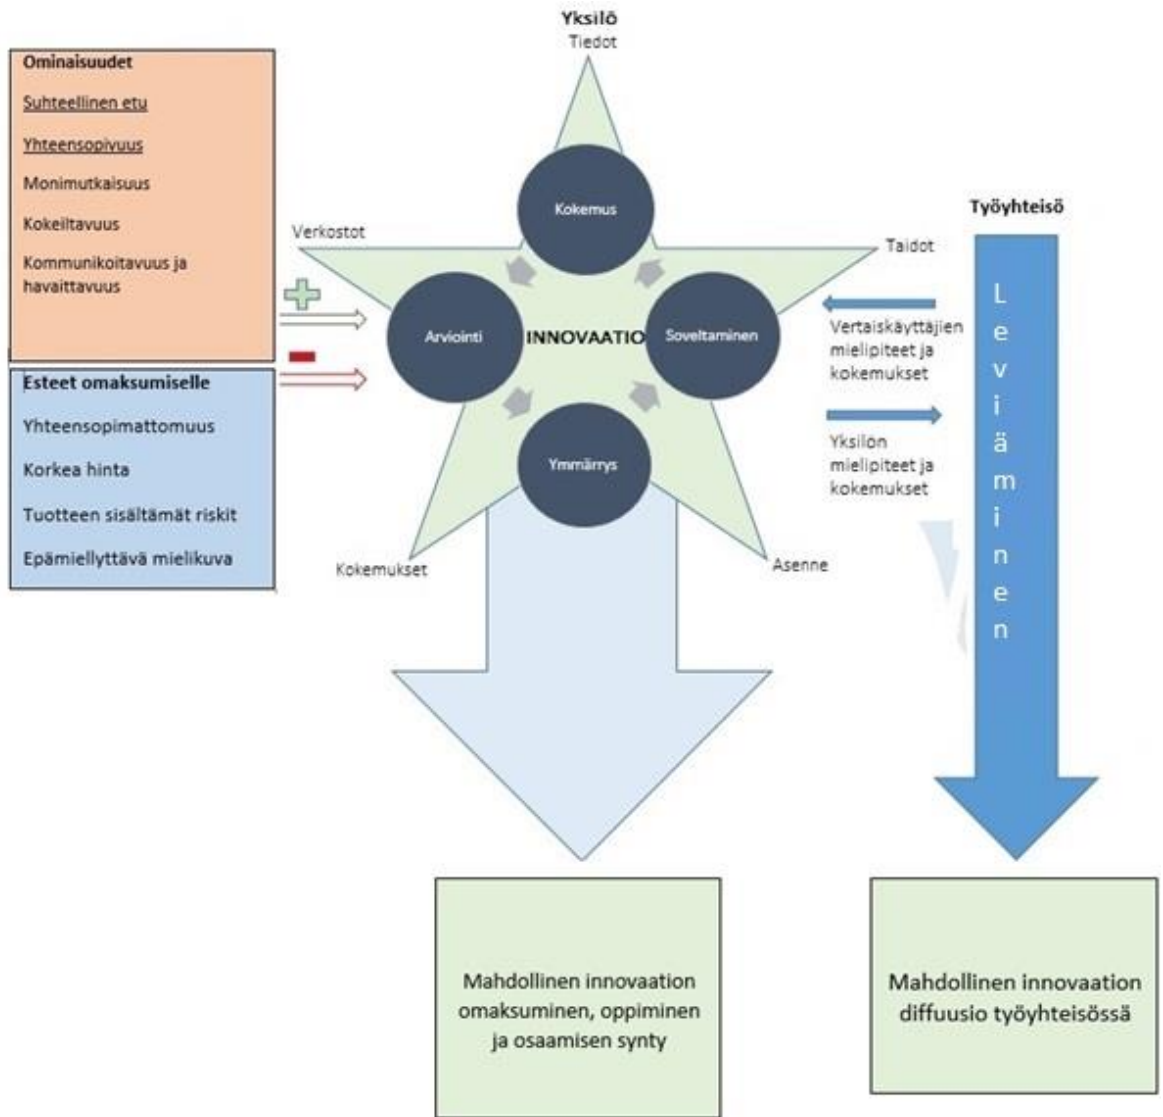 Yksilö
Tiedot
Ominaisuudet
Suhteellinen etu
Yhteensopivuus
Monimutkaisuus
Kokeiltavuus
Kommunikoitavuus ja
havaittavuus
Esteet omaksumiselle
Yhteensopimattomuus
Korkea hinta
Tuotteen sisältämät riskit
Epämiellyttävä mielikuva
Verkostot
Taidot
Kokemus
Arviointi
INNOVAATIO
Soveltaminen
Ymmärrys
Kokemukset
Asenne
Työyhteisö
Vertaiskäyttäjien
mielipiteet ja
kokemukset
Yksilön
mielipiteet ja
kokemukset
Leviäminen
Mahdollinen innovaation
omaksuminen, oppiminen
ja osaamisen synty
Mahdollinen innovaation
diffuusio työyhteisössä